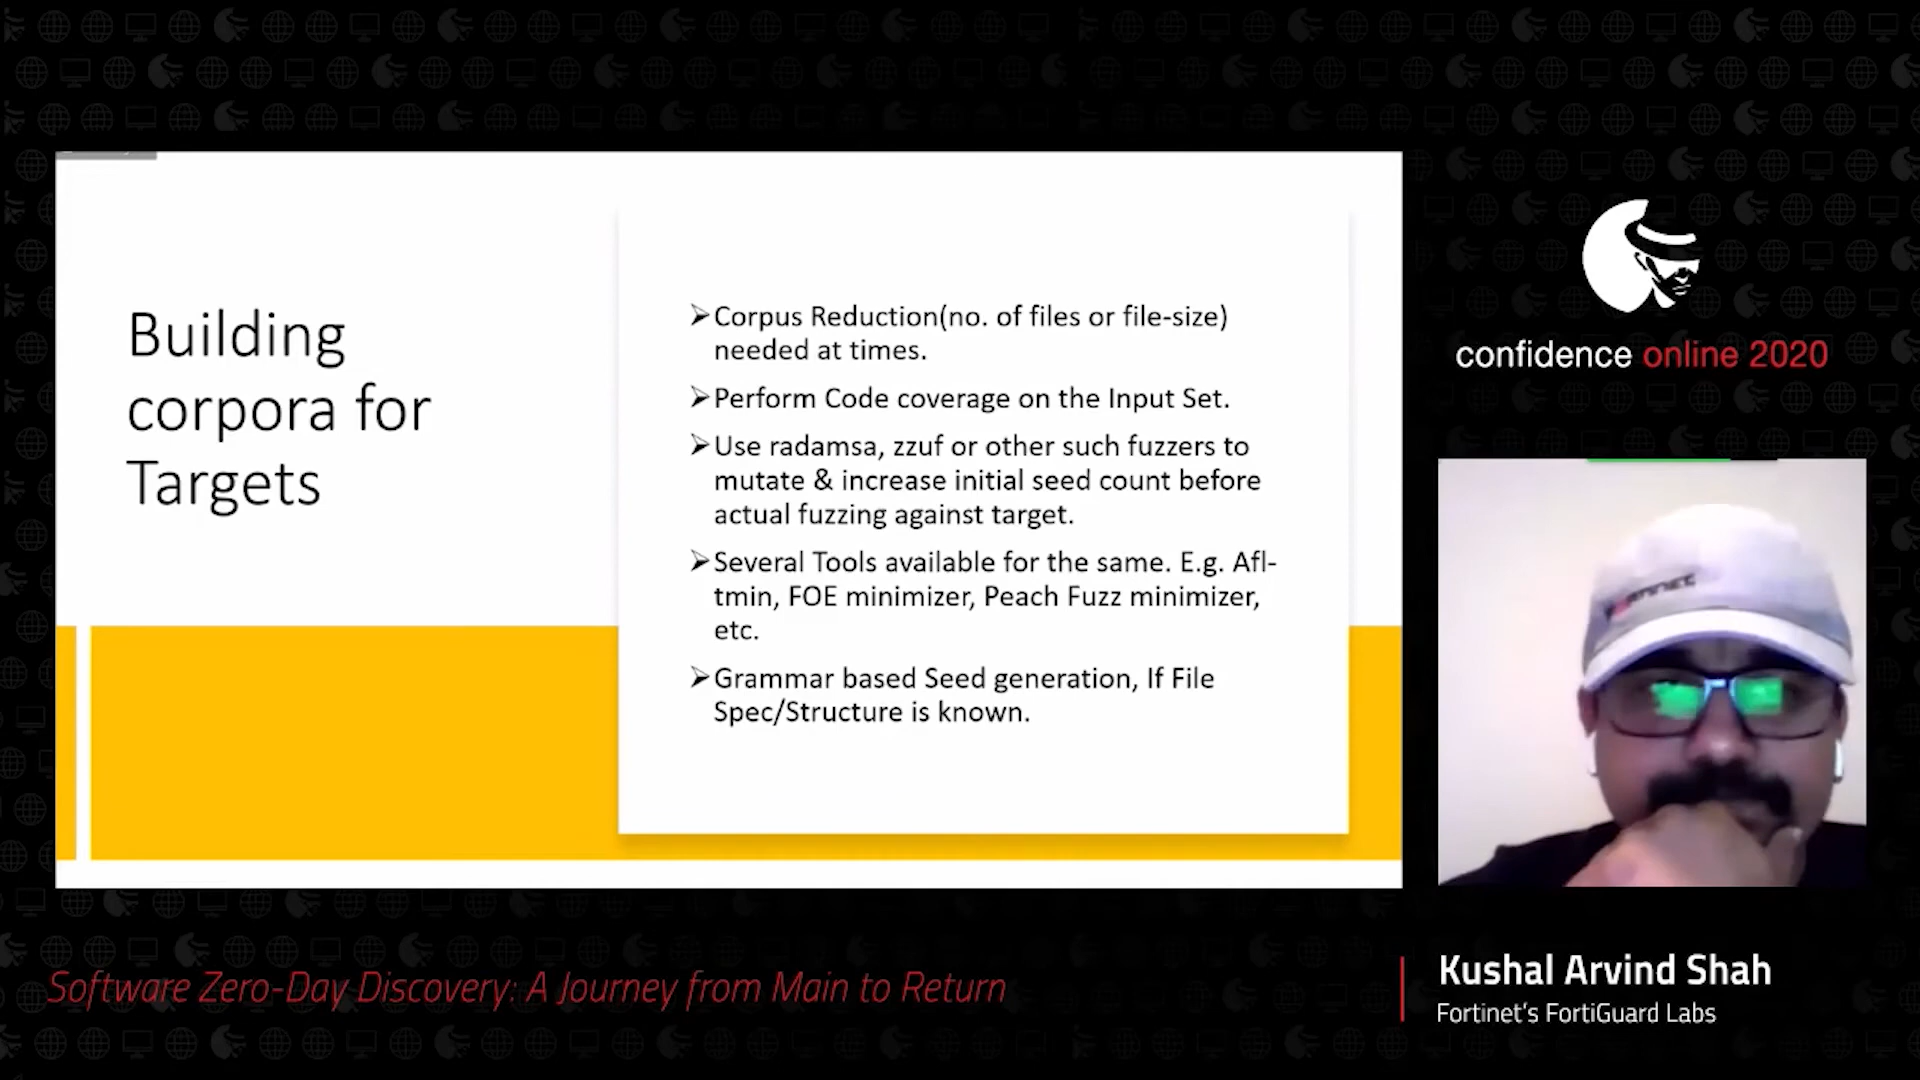 Building
corpora for
Targets
➢Corpus Reduction(no. of files or file-size)
needed at times.
➢Perform Code coverage on the Input Set.
➢Use radamsa, zzuf or other such fuzzers to
mutate & increase initial seed count before
actual fuzzing against target.
➢Several Tools available for the same. E.g. Afl-
tmin, FOE minimizer, Peach Fuzz minimizer,
etc.
➢Grammar based Seed generation, If File
Spec/Structure is known.
confidence online 2020
Software Zero-Day Discovery: A Journey from Main to Return
Kushal Arvind Shah
Fortinet's FortiGuard Labs